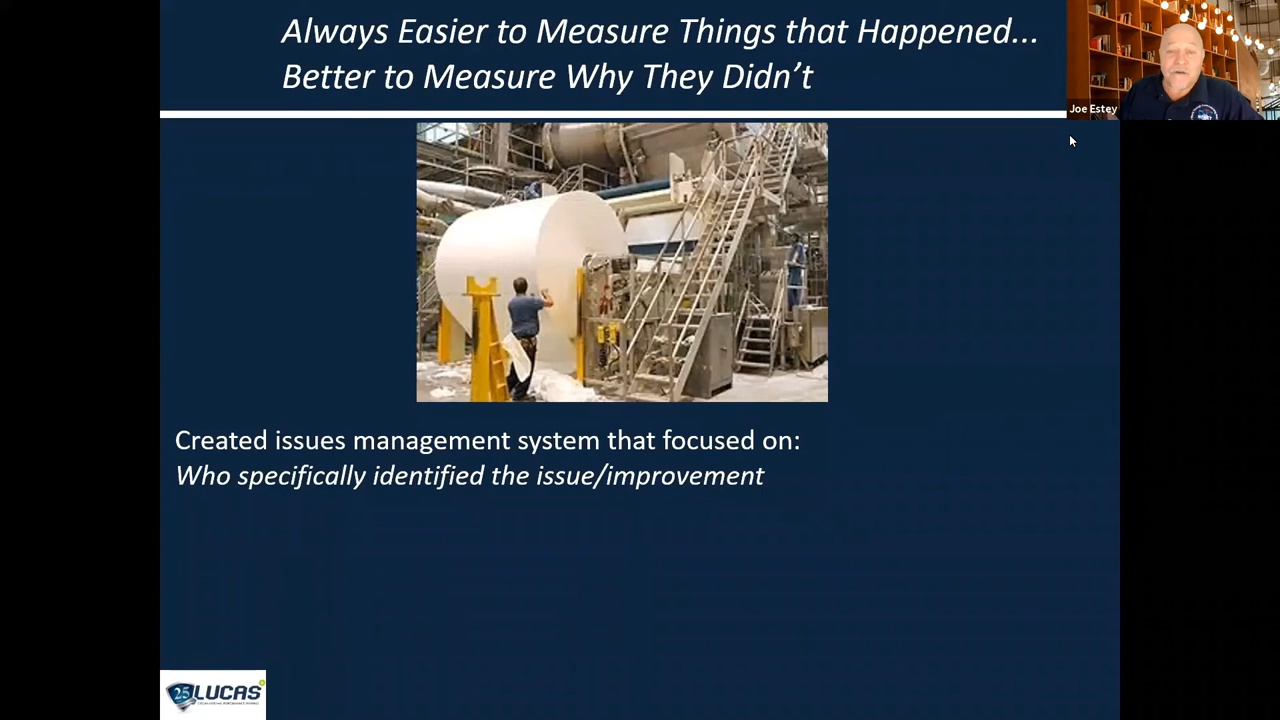 Always Easier to Measure Things that Happened...
Better to Measure Why They Didn't
Joe Estey
Created issues management system that focused on:
Who specifically identified the issue/improvement
25 LUCAS